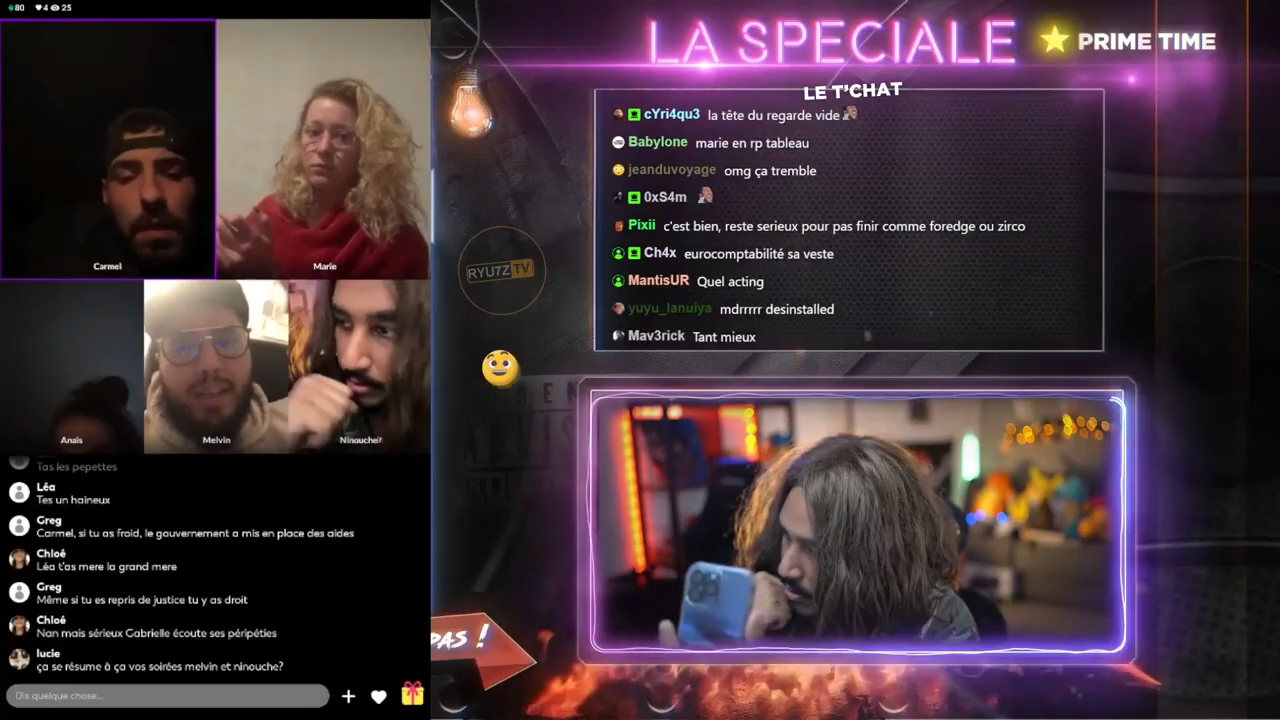 80 4 25
Carmel
Marie
Anais
Melvin
Ninouche?
Tas les pepettes
Léa
Tes un haineux
Greg
Carmel, si tu as froid, le gouvernement a mis en place des aides
Chloé
Léa t'as mere la grand mere
Greg
Même si tu es repris de justice tu y as droit
Chloé
Nan mais sérieux Gabrielle écoute ses péripéties
lucie
ça se résume à ça vos soirées melvin et ninouche?
Dis quelque chose...
LA SPECIALE
PRIME TIME
LE T'CHAT
cYri4qu3 la tête du regarde vide
Babylone marie en rp tableau
jeanduvoyage omg ça tremble
0xS4m
Pixii c'est bien, reste serieux pour pas finir comme foredge ou zirco
Ch4x eurocomptabilité sa veste
MantisUR Quel acting
yuyu_lanuiya mdrrrrr desinstalled
Mav3rick Tant mieux
RYU7Z TV
PAS !